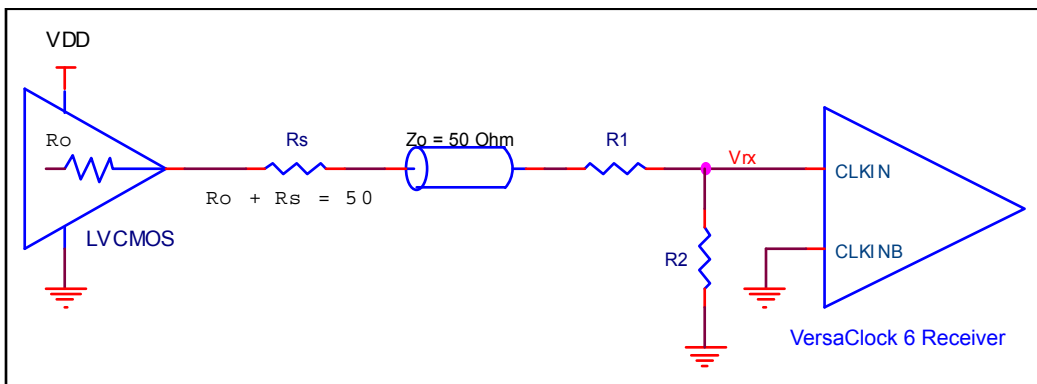 VDD
Ro
Rs
Zo = 50 Ohm
R1
Vrx
CLKIN
Ro + Rs = 50
LVCMOS
R2
CLKINB
VersaClock 6 Receiver